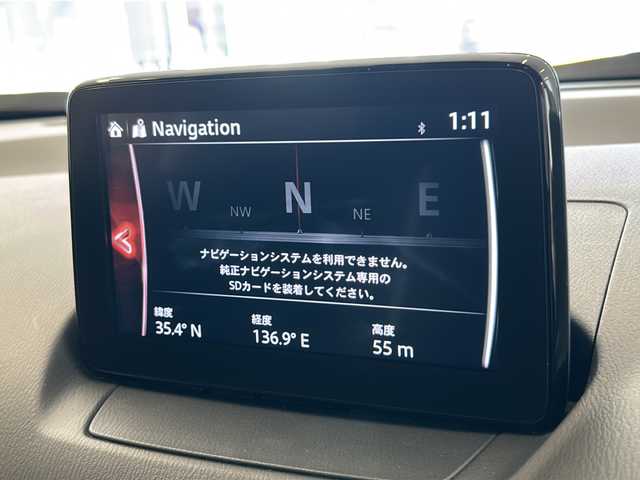 Navigation 1:11
W NW N NE E
ナビゲーションシステムを利用できません。
純正ナビゲーションシステム専用の
SDカードを装着してください。
緯度 経度 高度
35.4° N 136.9° E 55 m